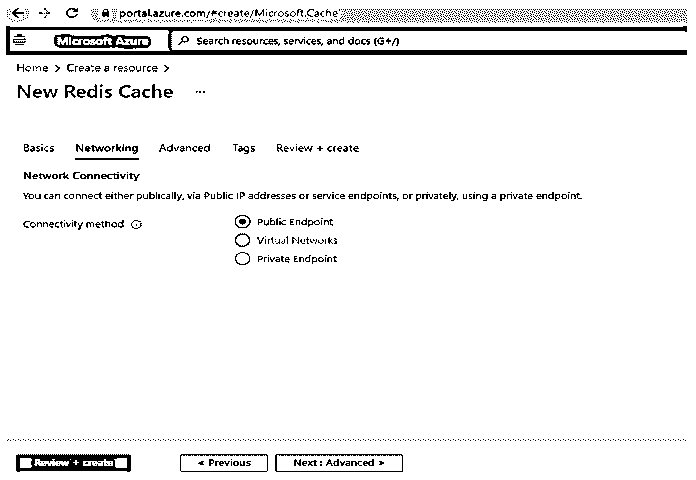 portal.azure.com/#create/Microsoft.Cache
Microsoft Azure
Search resources, services, and docs (G+/)
Home > Create a resource >
New Redis Cache ...
Basics Networking Advanced Tags Review + create
Network Connectivity
You can connect either publically, via Public IP addresses or service endpoints, or privately, using a private endpoint.
Connectivity method
Public Endpoint
Virtual Networks
Private Endpoint
Review + create
< Previous
Next : Advanced >